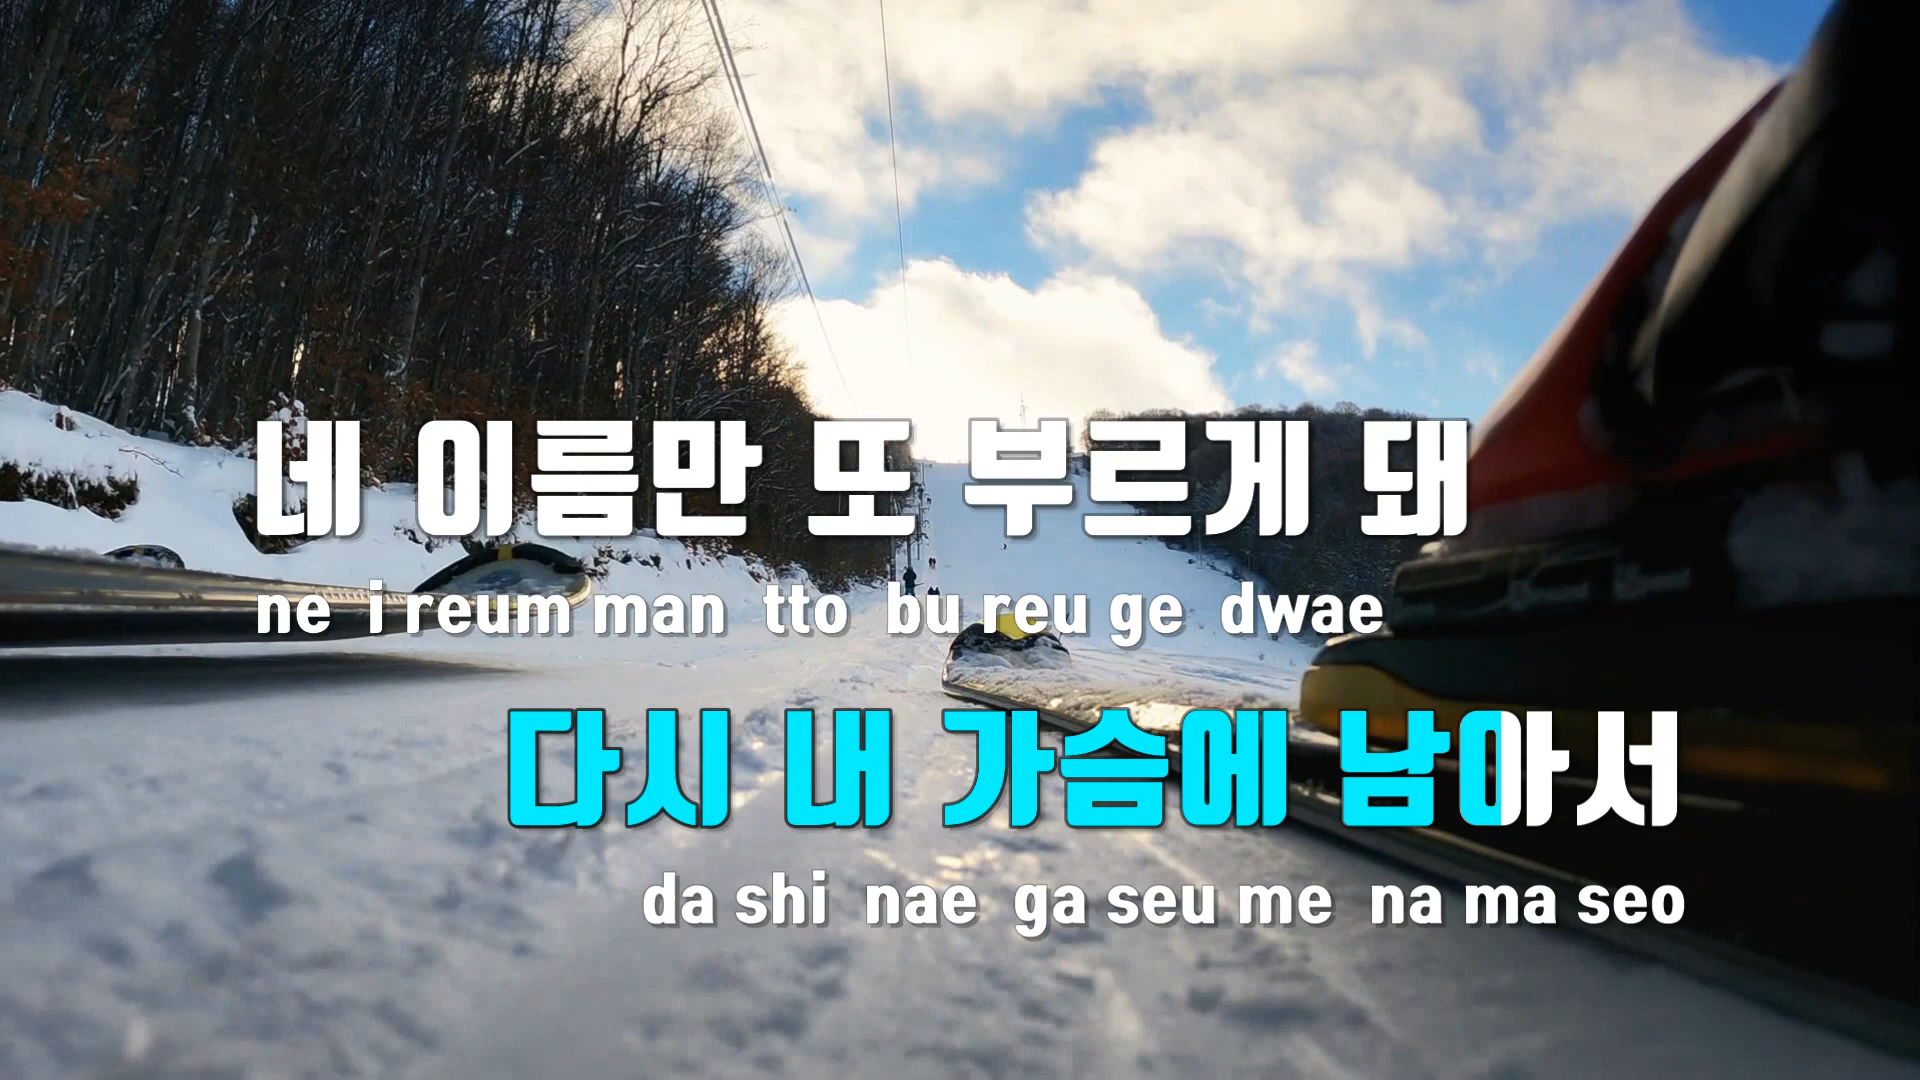 네 이름만 또 부르게 돼
ne i reum man tto bu reu ge dwae
다시 내 가슴에 남아서
da shi nae ga seu me na ma seo